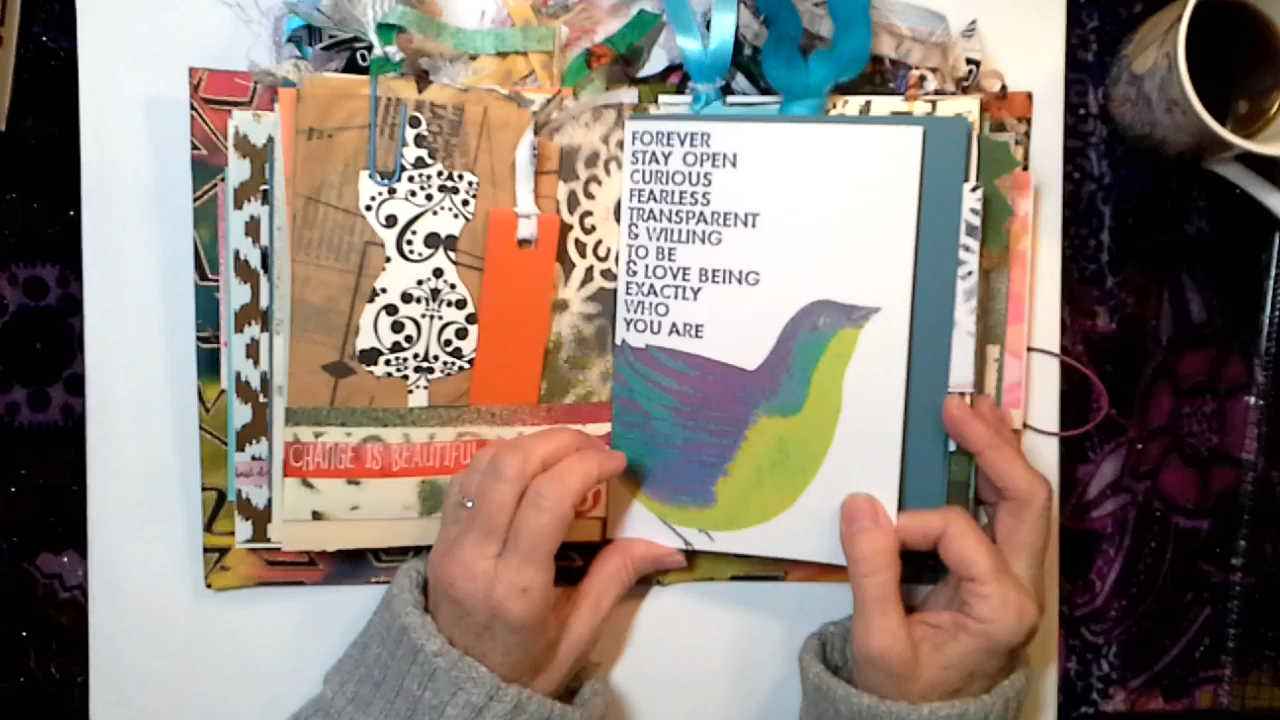 FOREVER
STAY OPEN
CURIOUS
FEARLESS
TRANSPARENT
& WILLING
TO BE
& LOVE BEING
EXACTLY
WHO
YOU ARE
CHANGE IS BEAUTIFUL